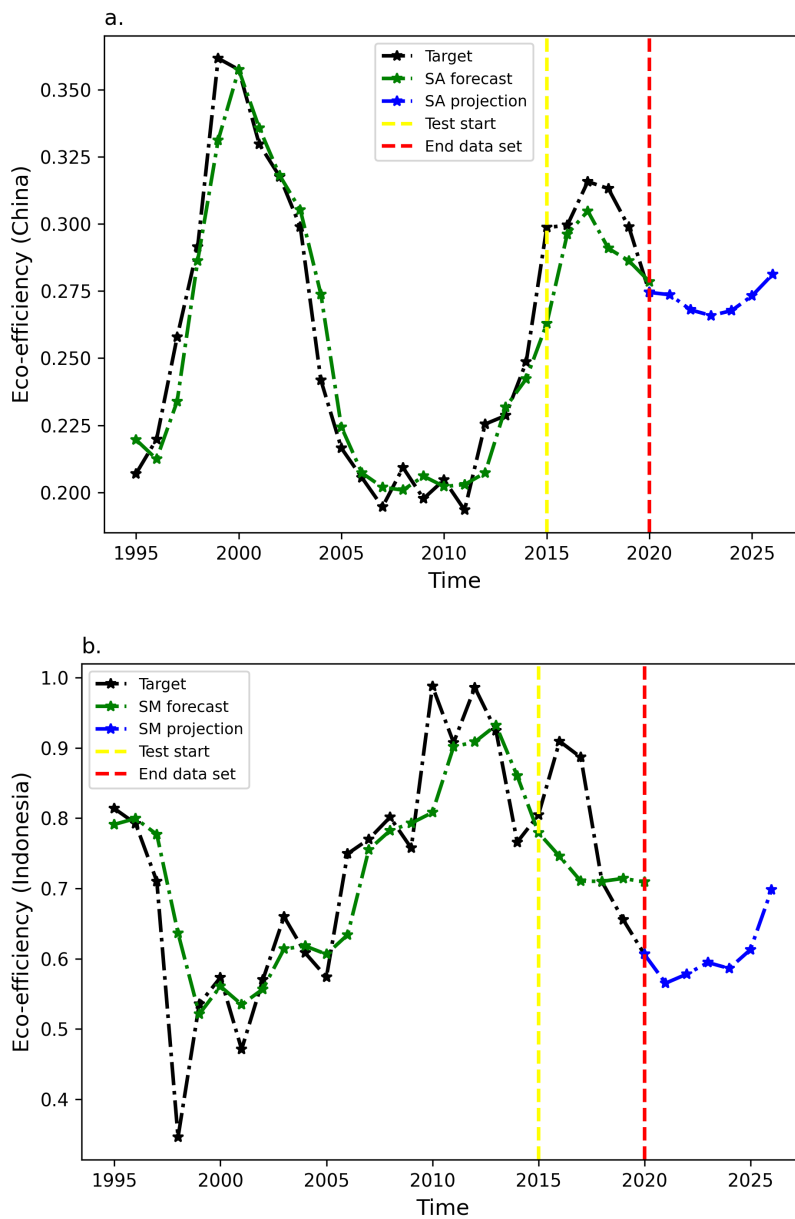 a.
Eco-efficiency (China)
0.350
0.325
0.300
0.275
0.250
0.225
0.200
Target
SA forecast
SA projection
Test start
End data set
1995 2000 2005 2010 2015 2020 2025
Time
b.
Eco-efficiency (Indonesia)
1.0
0.9
0.8
0.7
0.6
0.5
0.4
Target
SM forecast
SM projection
Test start
End data set
1995 2000 2005 2010 2015 2020 2025
Time